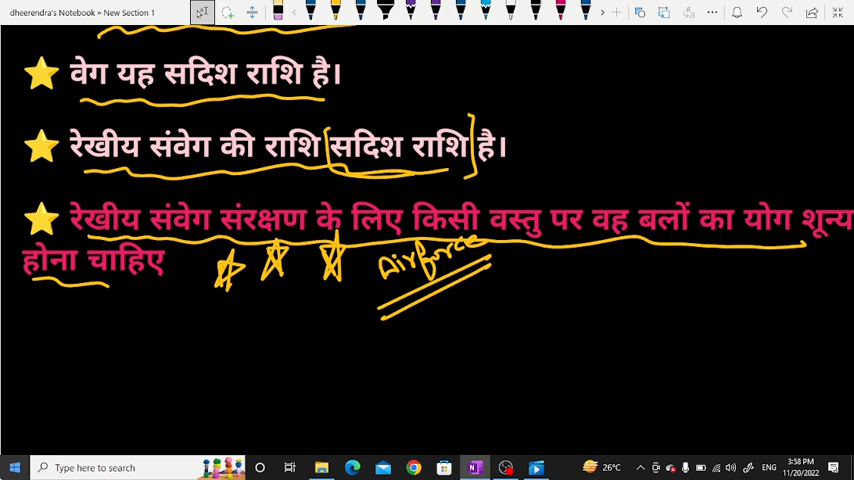 dheerendra's Notebook » New Section 1
वेग यह सदिश राशि है।
रेखीय संवेग की राशि सदिश राशि है।
रेखीय संवेग संरक्षण के लिए किसी वस्तु पर वह बलों का योग शून्य
होना चाहिए
Airforce
Type here to search
26°C
ENG
3:58 PM
11/20/2022